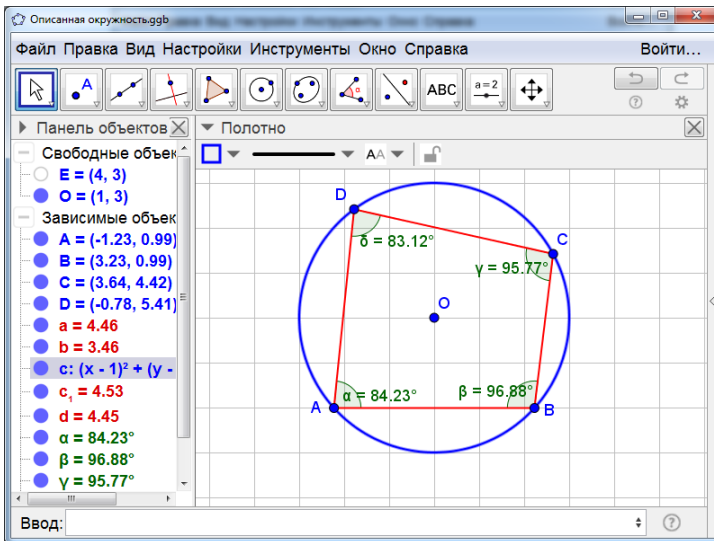 Описанная окружность.ggb
Файл Правка Вид Настройки Инструменты Окно Справка Войти...
A ABC a=2
Панель объектов Полотно
Свободные объек AA
E = (4, 3)
O = (1, 3)
Зависимые объек
A = (-1.23, 0.99)
B = (3.23, 0.99)
C = (3.64, 4.42)
D = (-0.78, 5.41)
a = 4.46
b = 3.46
c: (x - 1)² + (y -
c₁ = 4.53
d = 4.45
α = 84.23°
β = 96.88°
γ = 95.77°
D
δ = 83.12°
C
γ = 95.77°
O
α = 84.23°
β = 96.88°
A
B
Ввод: